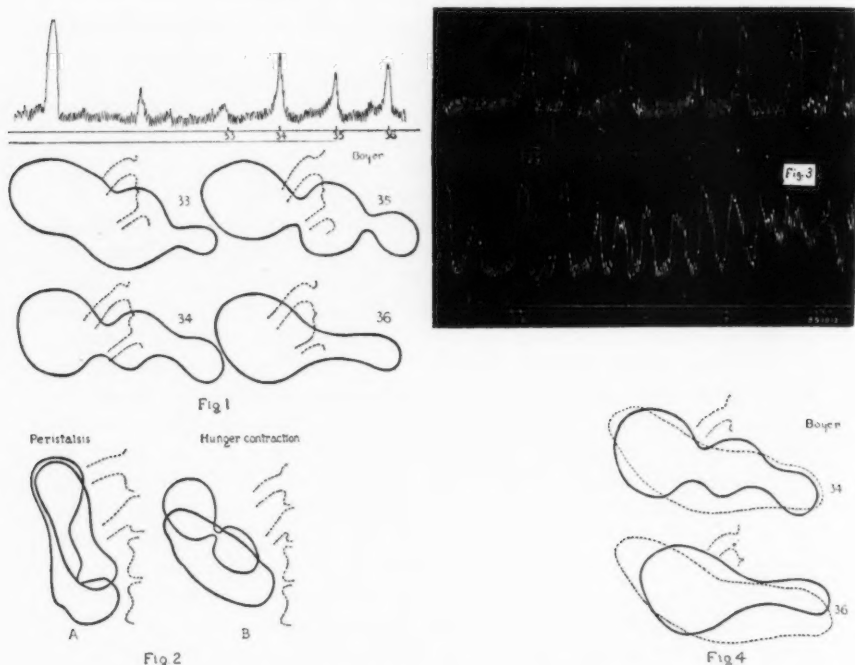 33 34 35 36
Boyer
33
35
34
36
Fig. 1
Peristalsis
Hunger contraction
A
B
Fig. 2
Fig. 3
Boyer
34
36
Fig. 4